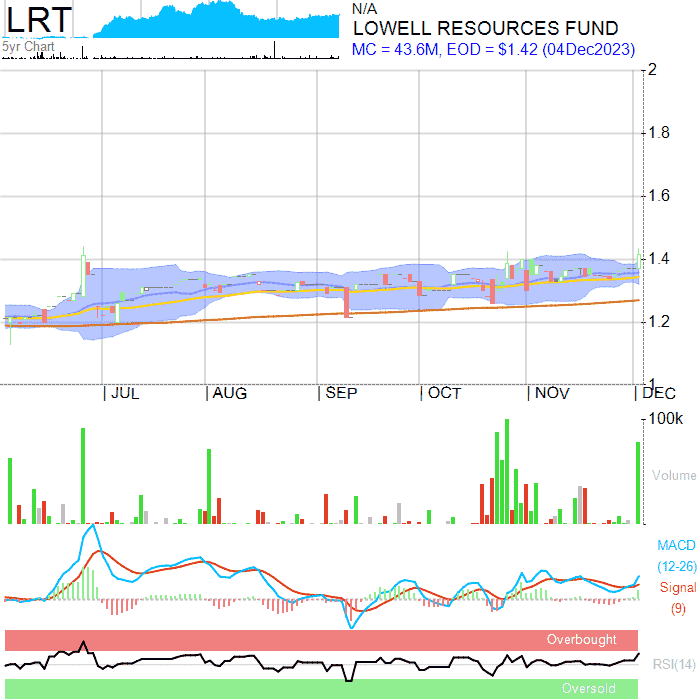 LRT
5yr Chart
N/A
LOWELL RESOURCES FUND
MC = 43.6M, EOD = $1.42 (04Dec2023)
2
1.8
1.6
1.4
1.2
1
JUL AUG SEP OCT NOV DEC
100k
Volume
MACD
(12-26)
Signal
(9)
Overbought
RSI(14)
Oversold